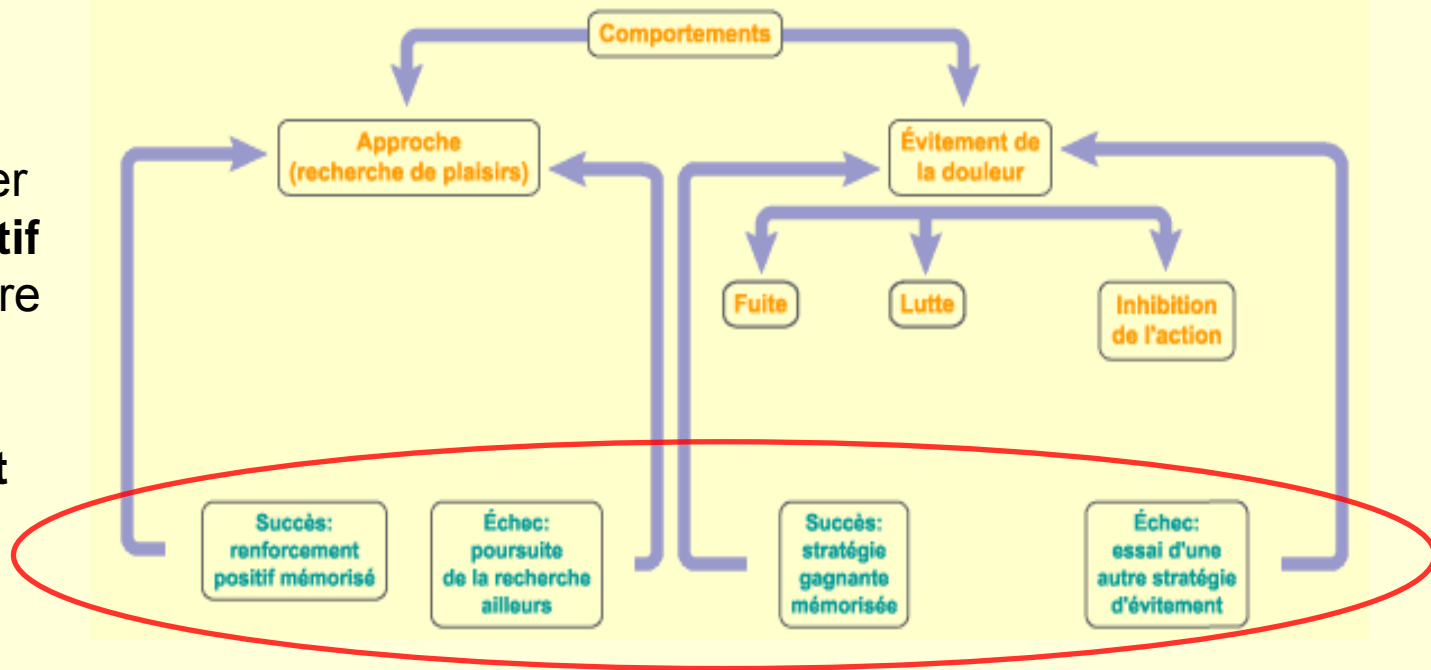 Comportements
Approche
(recherche de plaisirs)
Évitement de
la douleur
er
tif
re
t
Fuite
Lutte
Inhibition
de l'action
Succès:
renforcement
positif mémorisé
Échec:
poursuite
de la recherche
ailleurs
Succès:
stratégie
gagnante
mémorisée
Échec:
essai d'une
autre stratégie
d'évitement